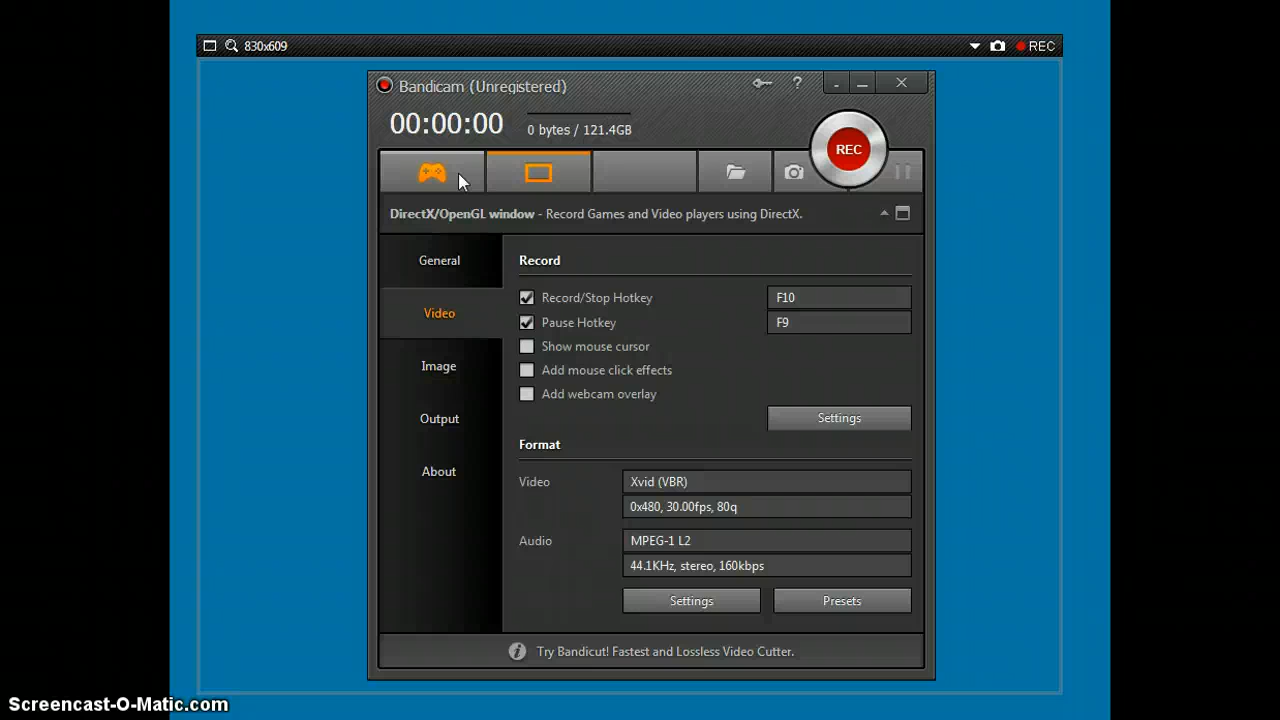 830x609
REC
Bandicam (Unregistered)
?
00:00:00
0 bytes / 121.4GB
REC
DirectX/OpenGL window - Record Games and Video players using DirectX.
General
Video
Image
Output
About
Record
Record/Stop Hotkey F10
Pause Hotkey F9
Show mouse cursor
Add mouse click effects
Add webcam overlay
Settings
Format
Video Xvid (VBR)
0x480, 30.00fps, 80q
Audio MPEG-1 L2
44.1KHz, stereo, 160kbps
Settings Presets
Try Bandicut! Fastest and Lossless Video Cutter.
Screencast-O-Matic.com